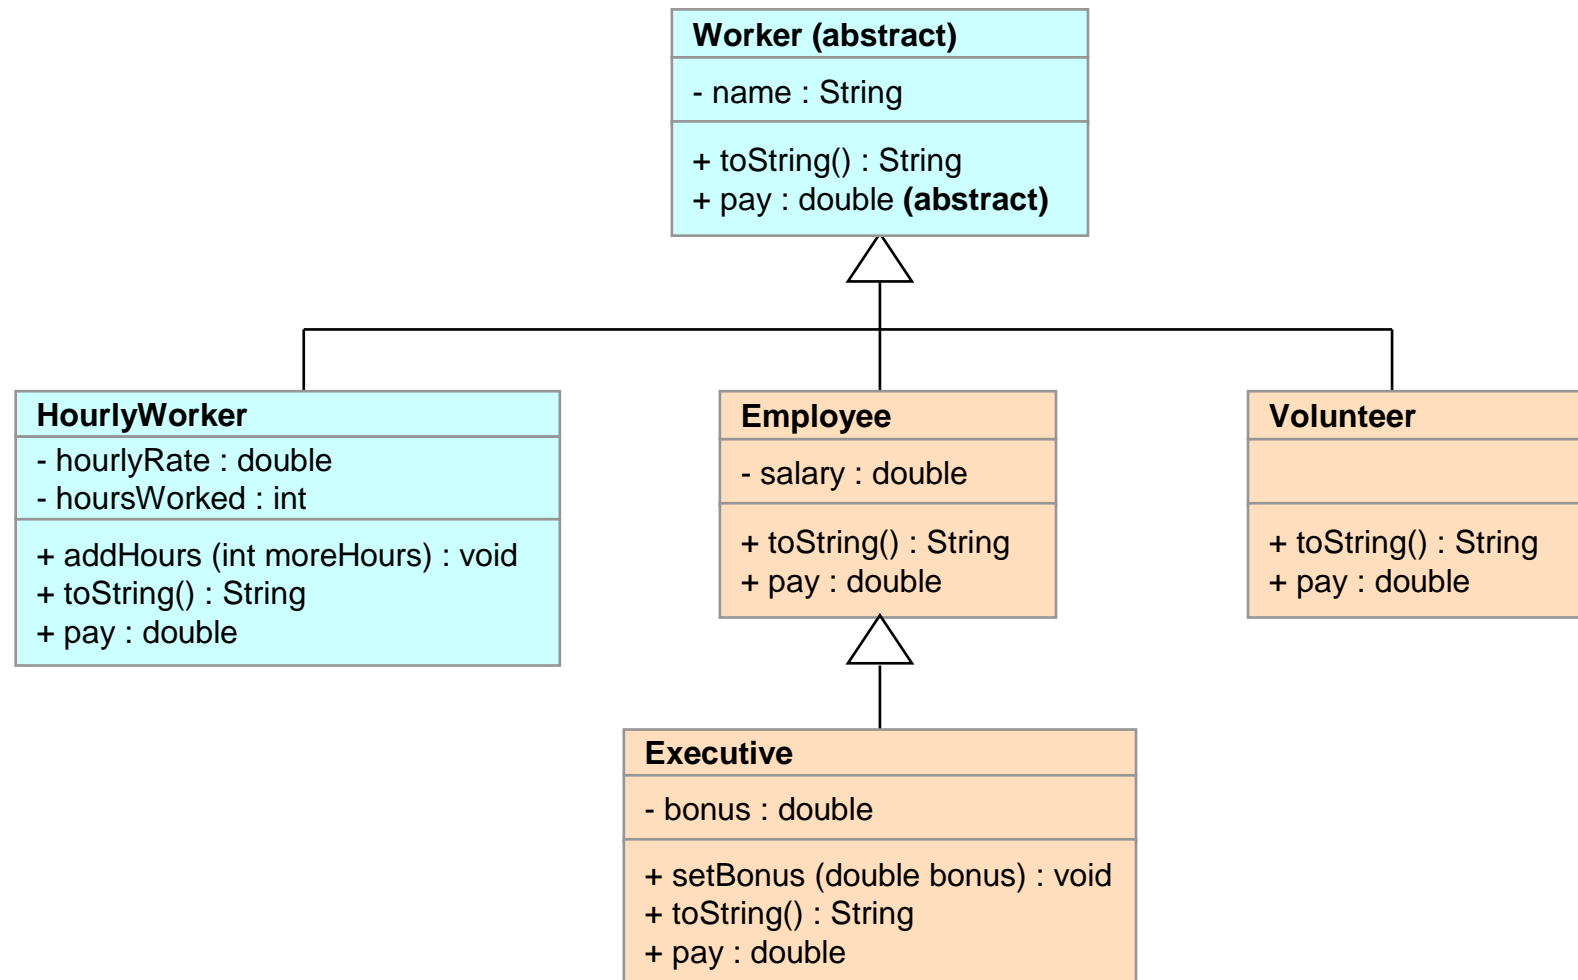 Worker (abstract)
- name : String
+ toString() : String
+ pay : double (abstract)
HourlyWorker
- hourlyRate : double
- hoursWorked : int
+ addHours (int moreHours) : void
+ toString() : String
+ pay : double
Employee
- salary : double
+ toString() : String
+ pay : double
Volunteer
+ toString() : String
+ pay : double
Executive
- bonus : double
+ setBonus (double bonus) : void
+ toString() : String
+ pay : double